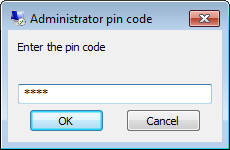 Administrator pin code
Enter the pin code
****
OK Cancel